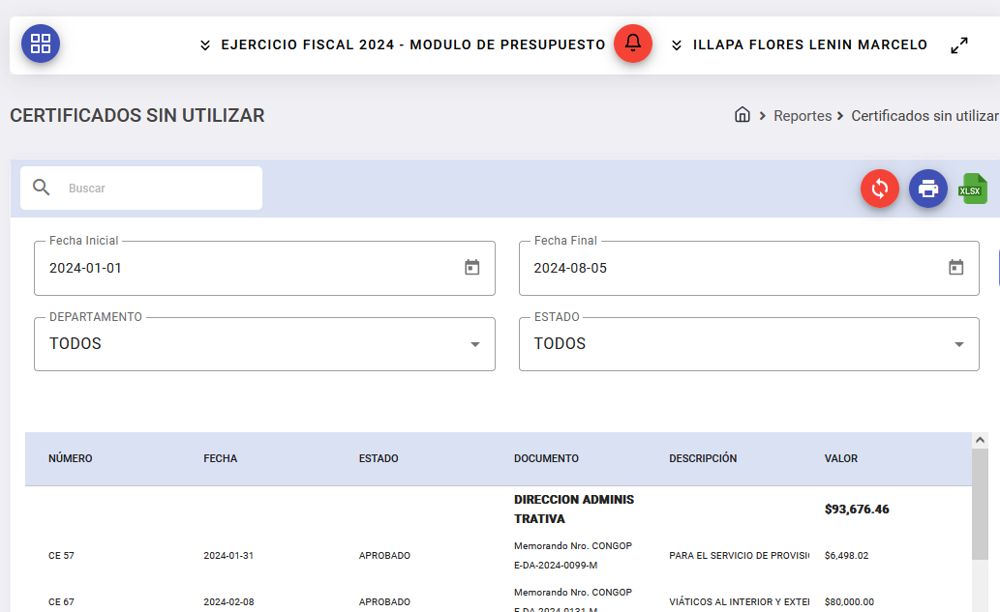 EJERCICIO FISCAL 2024 - MODULO DE PRESUPUESTO
ILLAPA FLORES LENIN MARCELO
CERTIFICADOS SIN UTILIZAR
Reportes
Certificados sin utilizar
Buscar
XLSX
Fecha Inicial
2024-01-01
Fecha Final
2024-08-05
DEPARTAMENTO
TODOS
ESTADO
TODOS
NÚMERO FECHA ESTADO DOCUMENTO DESCRIPCIÓN VALOR
DIRECCION ADMINIS
TRATIVA
$93,676.46
CE 57 2024-01-31 APROBADO
Memorando Nro. CONGOP
E-DA-2024-0099-M
PARA EL SERVICIO DE PROVISI
$6,498.02
CE 67 2024-02-08 APROBADO
Memorando Nro. CONGOP
E-DA-2024-0131-M
VIÁTICOS AL INTERIOR Y EXTE
$80,000.00